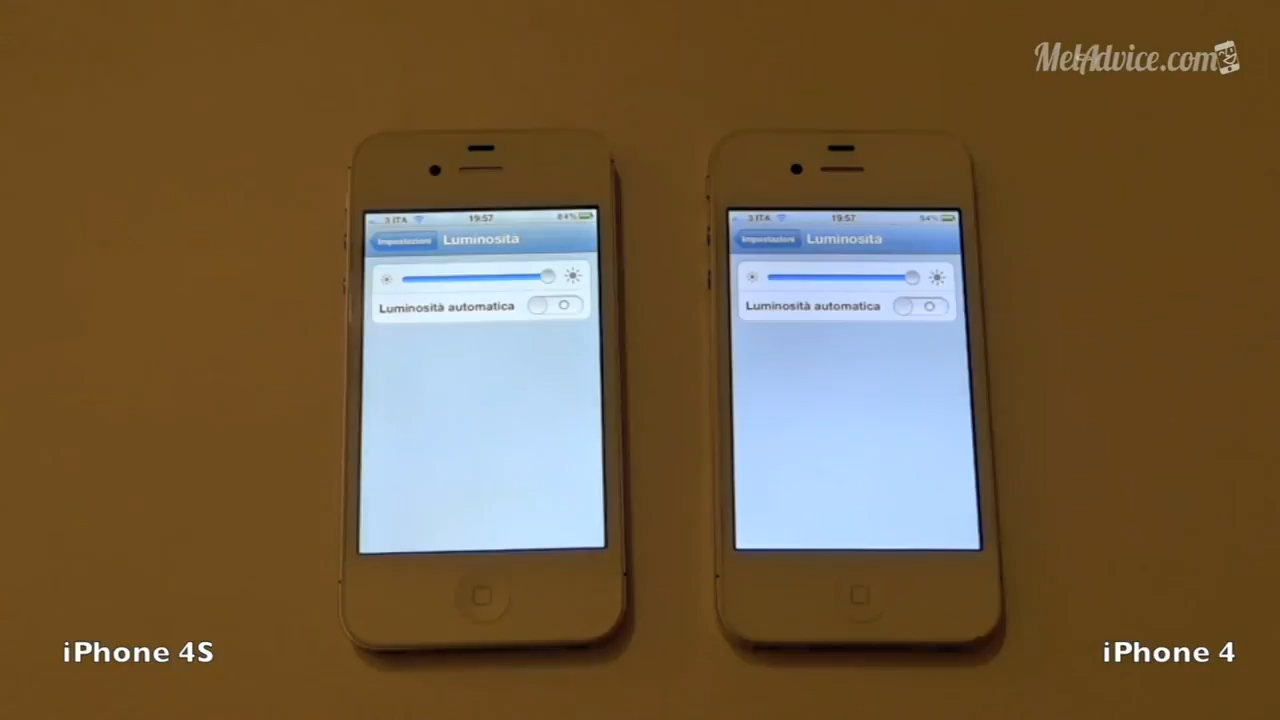 MelAdvice.com
3 ITA 19:57 84%
Impostazioni Luminosità
Luminosità automatica
3 ITA 19:57 94%
Impostazioni Luminosità
Luminosità automatica
iPhone 4S
iPhone 4